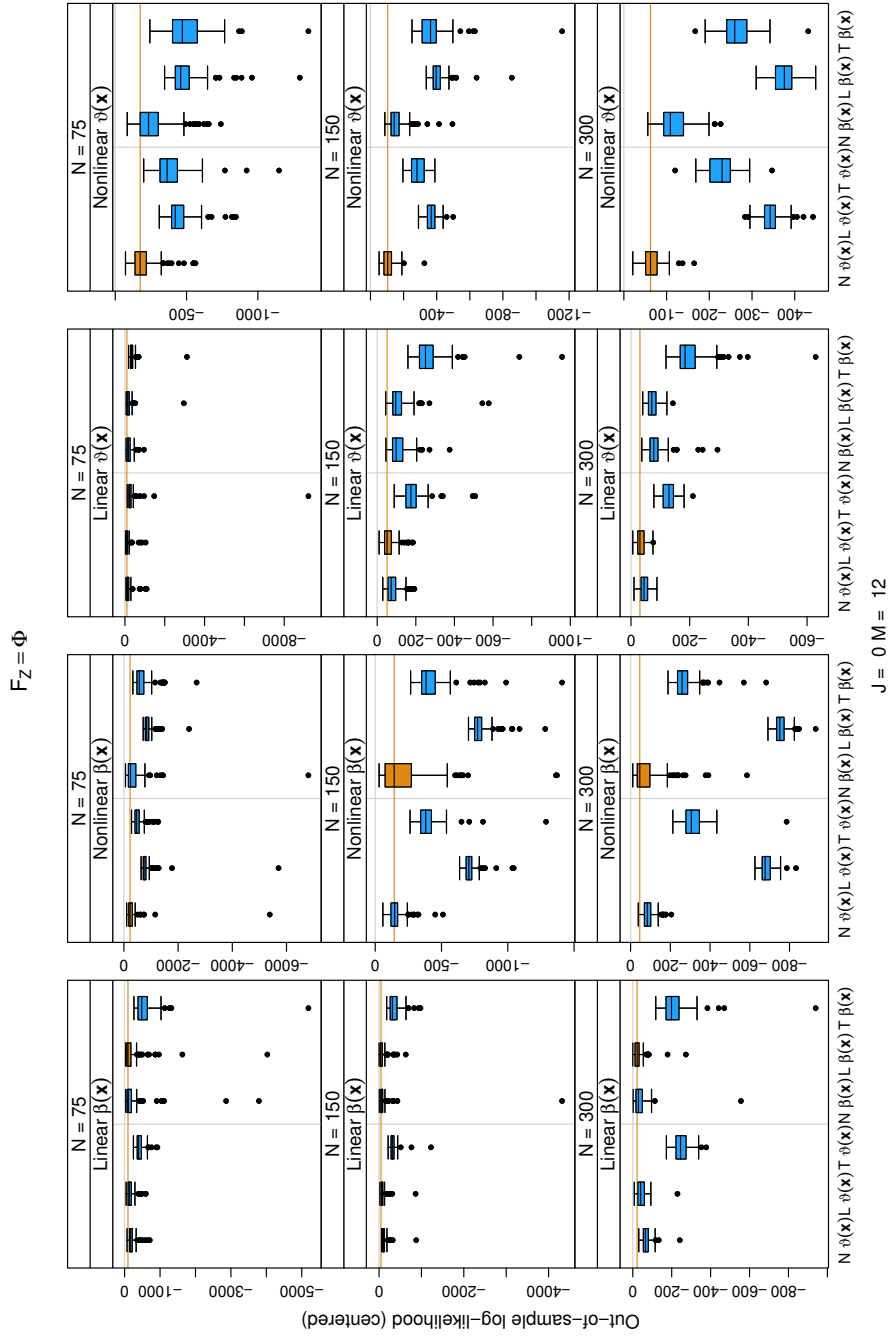 F_Z = Φ
Out−of−sample log−likelihood (centered)
N = 75
Linear β(x)
0
−1000
−3000
−5000
N = 75
Nonlinear β(x)
0
−2000
−4000
−6000
N = 75
Linear ϑ(x)
0
−4000
−8000
N = 75
Nonlinear ϑ(x)
−500
−1000
N = 150
Linear β(x)
0
−2000
−4000
N = 150
Nonlinear β(x)
0
−500
−1000
N = 150
Linear ϑ(x)
0
−200
−400
−600
−1000
N = 150
Nonlinear ϑ(x)
−400
−800
−1200
N = 300
Linear β(x)
0
−200
−400
−600
−800
N = 300
Nonlinear β(x)
0
−200
−400
−600
−800
N = 300
Linear ϑ(x)
0
−200
−400
−600
N = 300
Nonlinear ϑ(x)
−100
−200
−300
−400
N ϑ(x) L ϑ(x) T ϑ(x) N β(x) L β(x) T β(x)
N ϑ(x) L ϑ(x) T ϑ(x) N β(x) L β(x) T β(x)
N ϑ(x) L ϑ(x) T ϑ(x) N β(x) L β(x) T β(x)
N ϑ(x) L ϑ(x) T ϑ(x) N β(x) L β(x) T β(x)
J = 0 M = 12